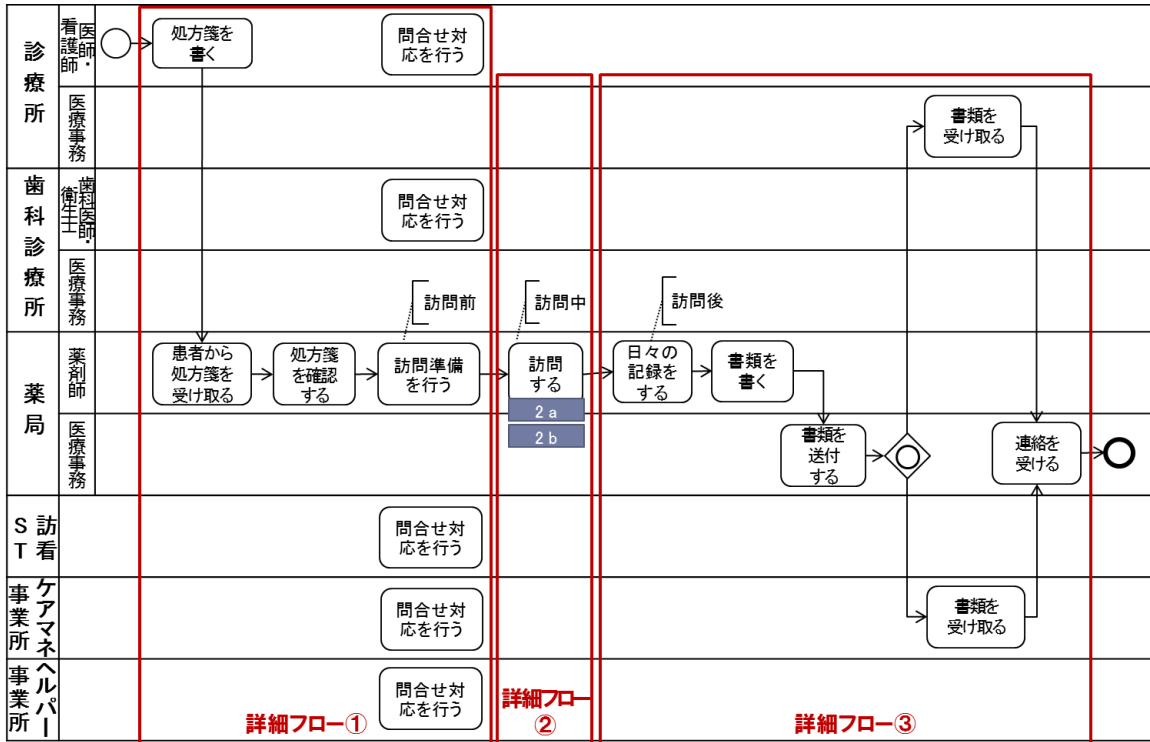 診療所
医師・
看護師
処方箋を
書く
問合せ対
応を行う
医療事務
書類を
受け取る
歯科診療所
歯科医師・
衛生士
問合せ対
応を行う
医療事務
訪問前
訪問中
訪問後
薬局
薬剤師
患者から
処方箋を
受け取る
処方箋
を確認
する
訪問準備
を行う
訪問
する
2a
2b
日々の
記録を
する
書類を
書く
医療事務
書類を
送付
する
連絡を
受ける
訪看
ST
問合せ対
応を行う
ケアマネ
事業所
問合せ対
応を行う
書類を
受け取る
ヘルパー
事業所
問合せ対
応を行う
詳細フロー①
詳細フロー
②
詳細フロー③